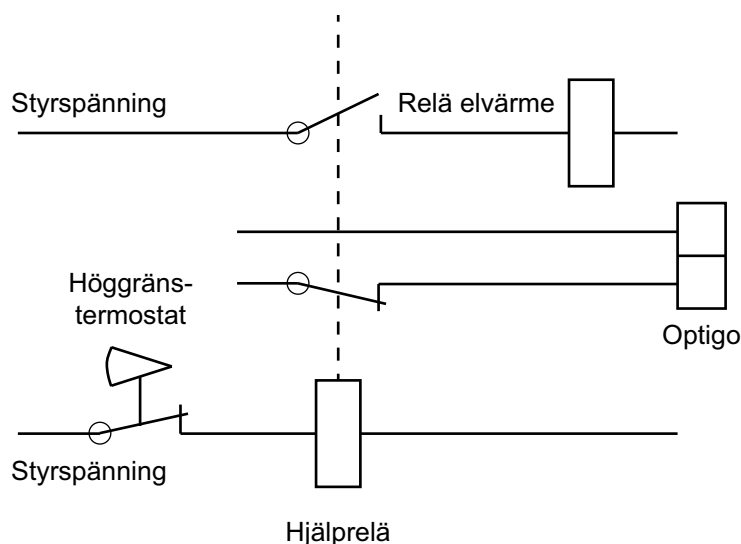 Styrspänning
Relä elvärme
Höggräns-
termostat
Optigo
Styrspänning
Hjälprelä